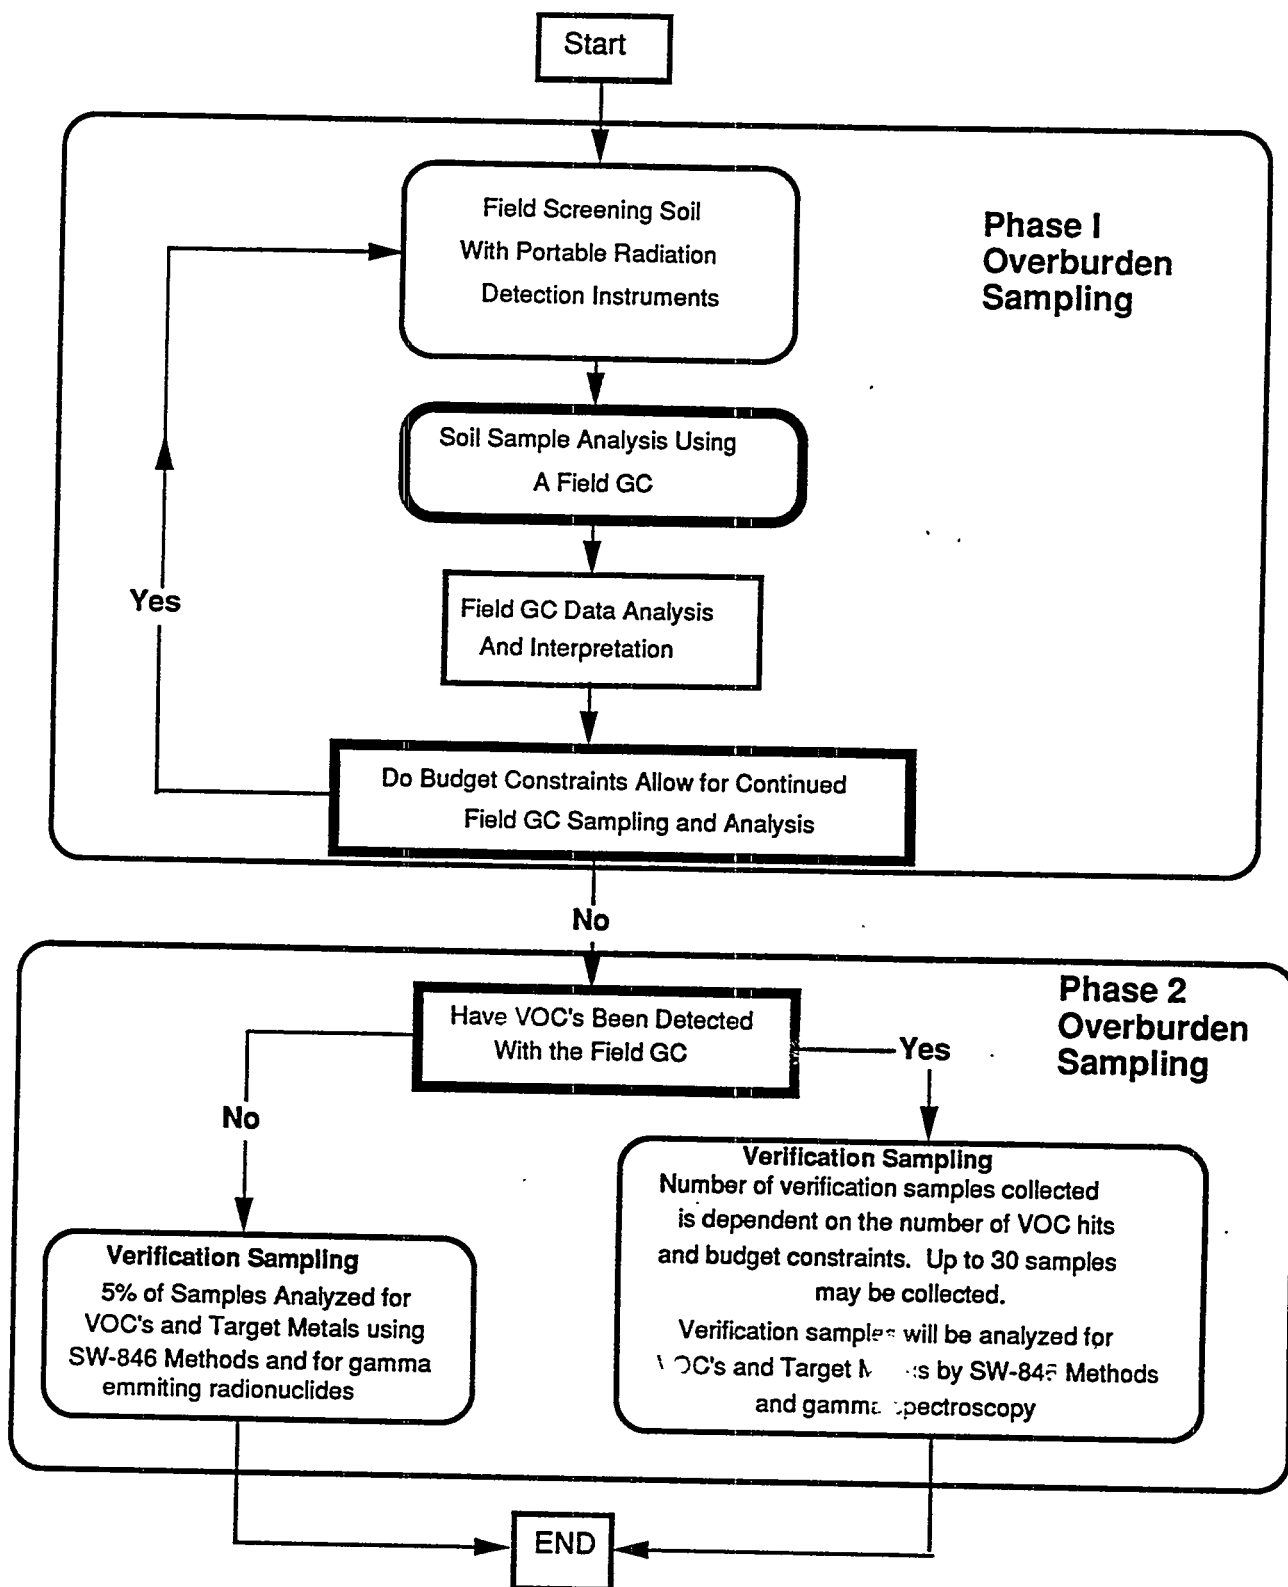 Start
Phase I
Overburden
Sampling
Field Screening Soil
With Portable Radiation
Detection Instruments
Soil Sample Analysis Using
A Field GC
Yes
Field GC Data Analysis
And Interpretation
Do Budget Constraints Allow for Continued
Field GC Sampling and Analysis
No
Phase 2
Overburden
Sampling
Have VOC's Been Detected
With the Field GC
Yes
No
Verification Sampling
Number of verification samples collected
is dependent on the number of VOC hits
and budget constraints. Up to 30 samples
may be collected.
Verification samples will be analyzed for
VOC's and Target by SW-846 Methods
and gamma spectroscopy
Verification Sampling
5% of Samples Analyzed for
VOC's and Target Metals using
SW-846 Methods and for gamma
emmiting radionuclides
END